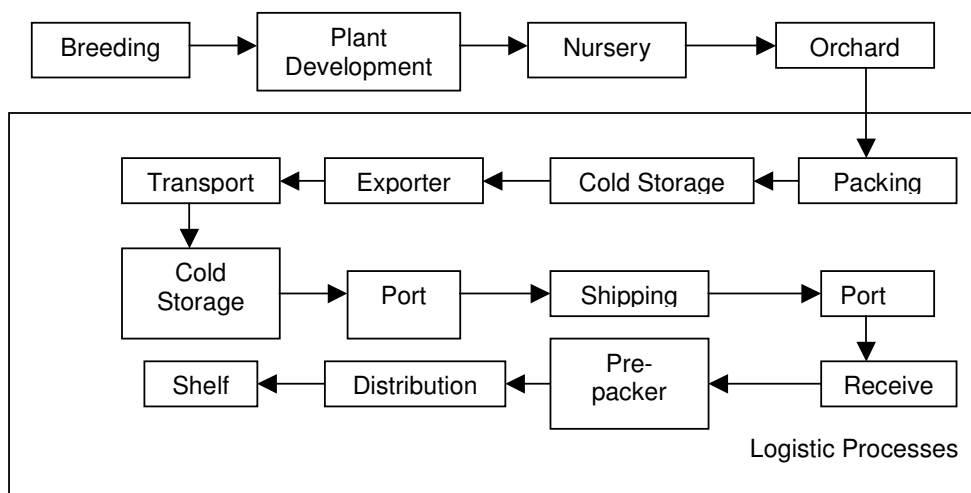 Breeding
Plant
Development
Nursery
Orchard
Transport
Exporter
Cold Storage
Packing
Cold
Storage
Port
Shipping
Port
Shelf
Distribution
Pre-
packer
Receive
Logistic Processes